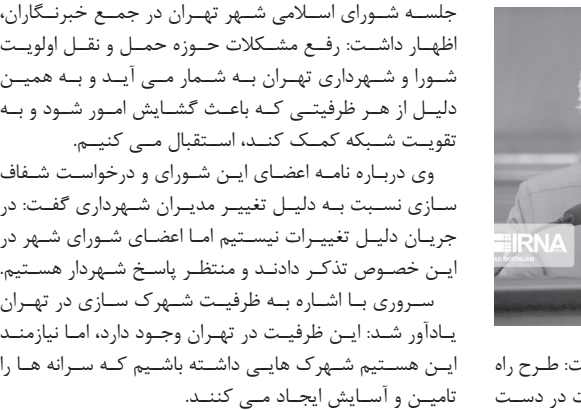 جلسه شورای اسلامی شهر تهران در جمع خبرنگاران،
اظهار داشت: رفع مشکلات حوزه حمل و نقل اولویت
شورا و شهرداری تهران به شمار می آید و به همین
دلیل از هر ظرفیتی که باعث گشایش امور شود و به
تقویت شبکه کمک کند، استقبال می کنیم.
وی درباره نامه اعضای این شورای و درخواست شفاف
سازی نسبت به دلیل تغییر مدیران شهرداری گفت: در
جریان دلیل تغییرات نیستیم اما اعضای شورای شهر در
این خصوص تذکر دادند و منتظر پاسخ شهردار هستیم.
سروری با اشاره به ظرفیت شهرک سازی در تهران
یادآور شد: این ظرفیت در تهران وجود دارد، اما نیازمند
این هستیم شهرک هایی داشته باشیم که سرانه ها را
تامین و آسایش ایجاد می کنند.
IRNA
ت: طرح راه
ت در دست